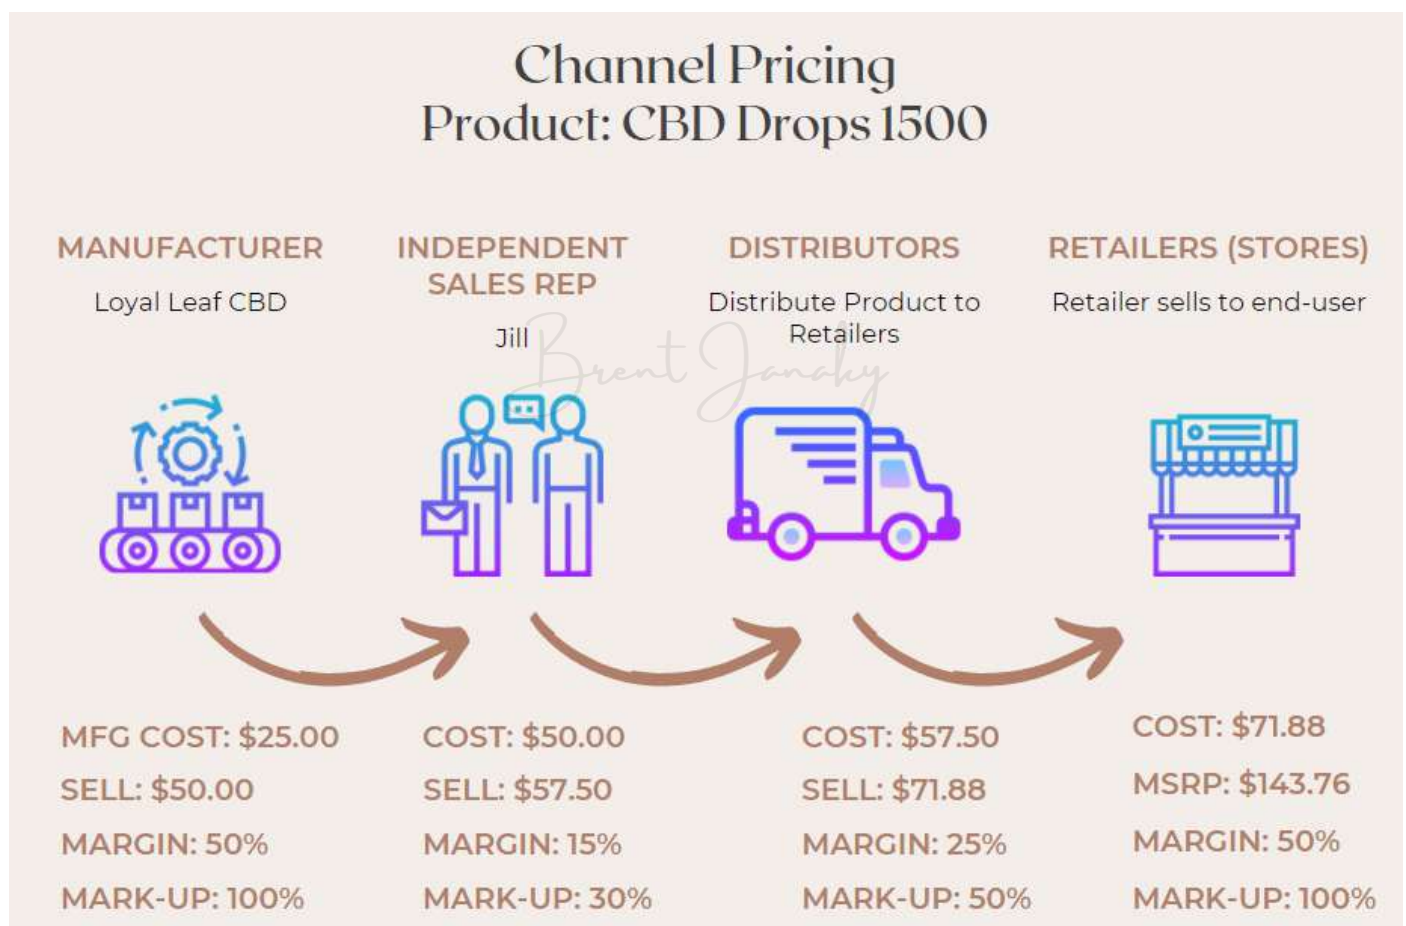 Channel Pricing
Product: CBD Drops 1500
MANUFACTURER
Loyal Leaf CBD
INDEPENDENT
SALES REP
Jill
DISTRIBUTORS
Distribute Product to
Retailers
RETAILERS (STORES)
Retailer sells to end-user
Brent Janaky
MFG COST: $25.00
SELL: $50.00
MARGIN: 50%
MARK-UP: 100%
COST: $50.00
SELL: $57.50
MARGIN: 15%
MARK-UP: 30%
COST: $57.50
SELL: $71.88
MARGIN: 25%
MARK-UP: 50%
COST: $71.88
MSRP: $143.76
MARGIN: 50%
MARK-UP: 100%